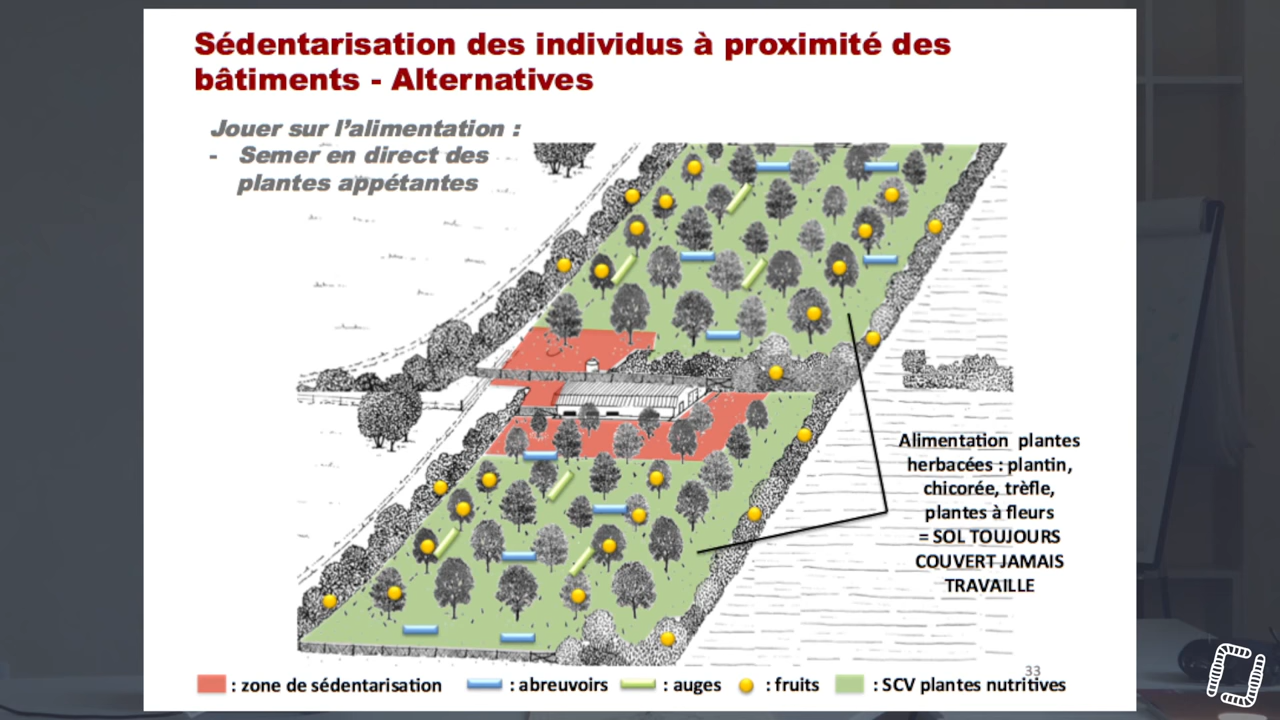 Sédentarisation des individus à proximité des
bâtiments - Alternatives
Jouer sur l'alimentation :
- Semer en direct des
plantes appétantes
Alimentation plantes
herbacées : plantin,
chicorée, trèfle,
plantes à fleurs
= SOL TOUJOURS
COUVERT JAMAIS
TRAVAILLE
33
: zone de sédentarisation : abreuvoirs : auges : fruits : SCV plantes nutritives